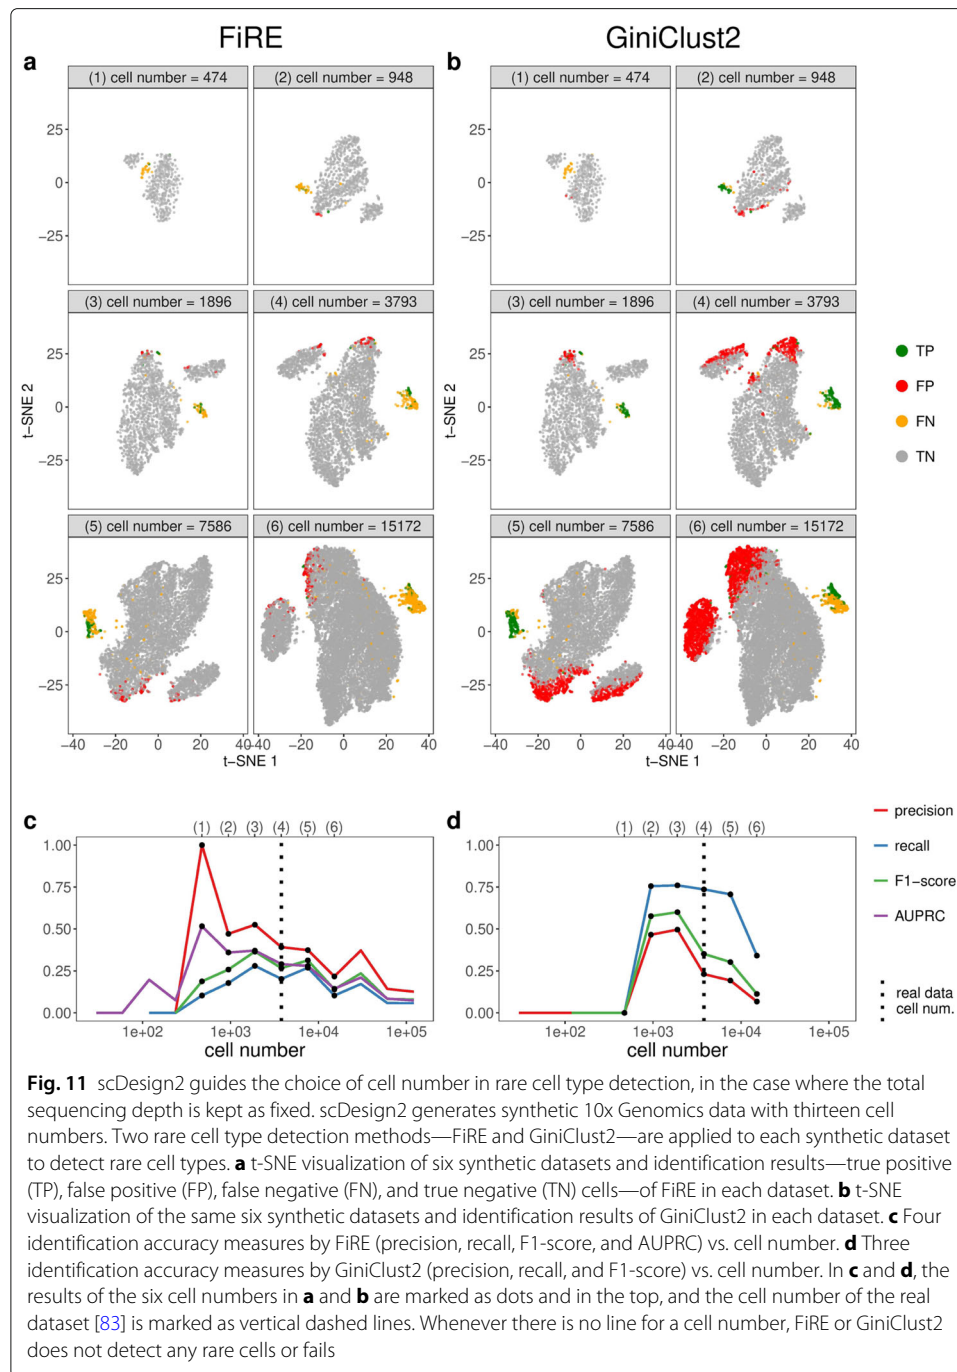 FiRE
GiniClust2
a
(1) cell number = 474
(2) cell number = 948
25
0
−25
(3) cell number = 1896
(4) cell number = 3793
t−SNE 2
25
0
−25
(5) cell number = 7586
(6) cell number = 15172
25
0
−25
−40 −20 0 20 40
−40 −20 0 20 40
t−SNE 1
b
(1) cell number = 474
(2) cell number = 948
25
0
−25
(3) cell number = 1896
(4) cell number = 3793
t−SNE 2
25
0
−25
(5) cell number = 7586
(6) cell number = 15172
25
0
−25
−40 −20 0 20 40
−40 −20 0 20 40
t−SNE 1
TP
FP
FN
TN
c
(1) (2) (3) (4) (5) (6)
1.00
0.75
0.50
0.25
0.00
1e+02 1e+03 1e+04 1e+05
cell number
d
(1) (2) (3) (4) (5) (6)
1.00
0.75
0.50
0.25
0.00
1e+02 1e+03 1e+04 1e+05
cell number
precision
recall
F1−score
AUPRC
real data
cell num.
Fig. 11 scDesign2 guides the choice of cell number in rare cell type detection, in the case where the total
sequencing depth is kept as fixed. scDesign2 generates synthetic 10x Genomics data with thirteen cell
numbers. Two rare cell type detection methods—FiRE and GiniClust2—are applied to each synthetic dataset
to detect rare cell types. a t-SNE visualization of six synthetic datasets and identification results—true positive
(TP), false positive (FP), false negative (FN), and true negative (TN) cells—of FiRE in each dataset. b t-SNE
visualization of the same six synthetic datasets and identification results of GiniClust2 in each dataset. c Four
identification accuracy measures by FiRE (precision, recall, F1-score, and AUPRC) vs. cell number. d Three
identification accuracy measures by GiniClust2 (precision, recall, and F1-score) vs. cell number. In c and d, the
results of the six cell numbers in a and b are marked as dots and in the top, and the cell number of the real
dataset [83] is marked as vertical dashed lines. Whenever there is no line for a cell number, FiRE or GiniClust2
does not detect any rare cells or fails